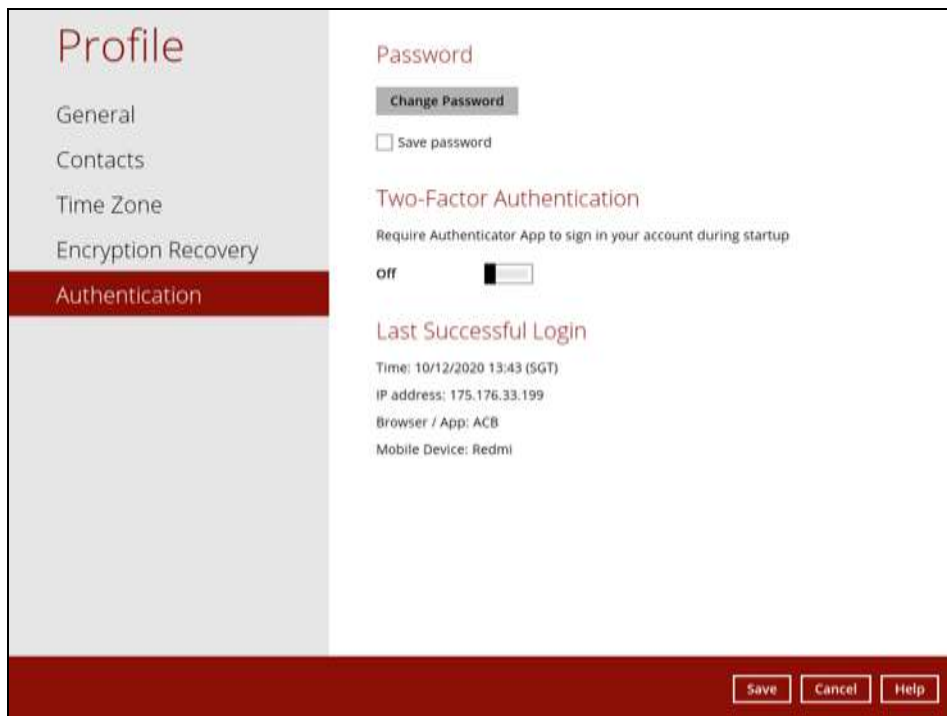 Profile
General
Contacts
Time Zone
Encryption Recovery
Authentication
Password
Change Password
Save password
Two-Factor Authentication
Require Authenticator App to sign in your account during startup
Off
Last Successful Login
Time: 10/12/2020 13:43 (SGT)
IP address: 175.176.33.199
Browser / App: ACB
Mobile Device: Redmi
Save
Cancel
Help